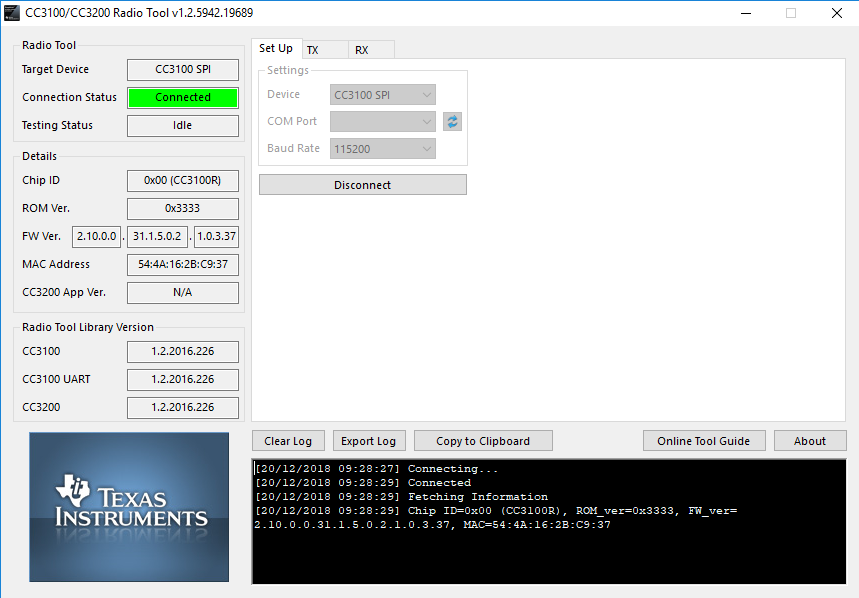 CC3100/CC3200 Radio Tool v1.2.5942.19689
Radio Tool
Target Device CC3100 SPI
Connection Status Connected
Testing Status Idle
Details
Chip ID 0x00 (CC3100R)
ROM Ver. 0x3333
FW Ver. 2.10.0.0 . 31.1.5.0.2 . 1.0.3.37
MAC Address 54:4A:16:2B:C9:37
CC3200 App Ver. N/A
Radio Tool Library Version
CC3100 1.2.2016.226
CC3100 UART 1.2.2016.226
CC3200 1.2.2016.226
TEXAS
INSTRUMENTS
Set Up TX RX
Settings
Device CC3100 SPI
COM Port
Baud Rate 115200
Disconnect
Clear Log Export Log Copy to Clipboard Online Tool Guide About
[20/12/2018 09:28:27] Connecting...
[20/12/2018 09:28:29] Connected
[20/12/2018 09:28:29] Fetching Information
[20/12/2018 09:28:29] Chip ID=0x00 (CC3100R), ROM_ver=0x3333, FW_ver=
2.10.0.0.31.1.5.0.2.1.0.3.37, MAC=54:4A:16:2B:C9:37